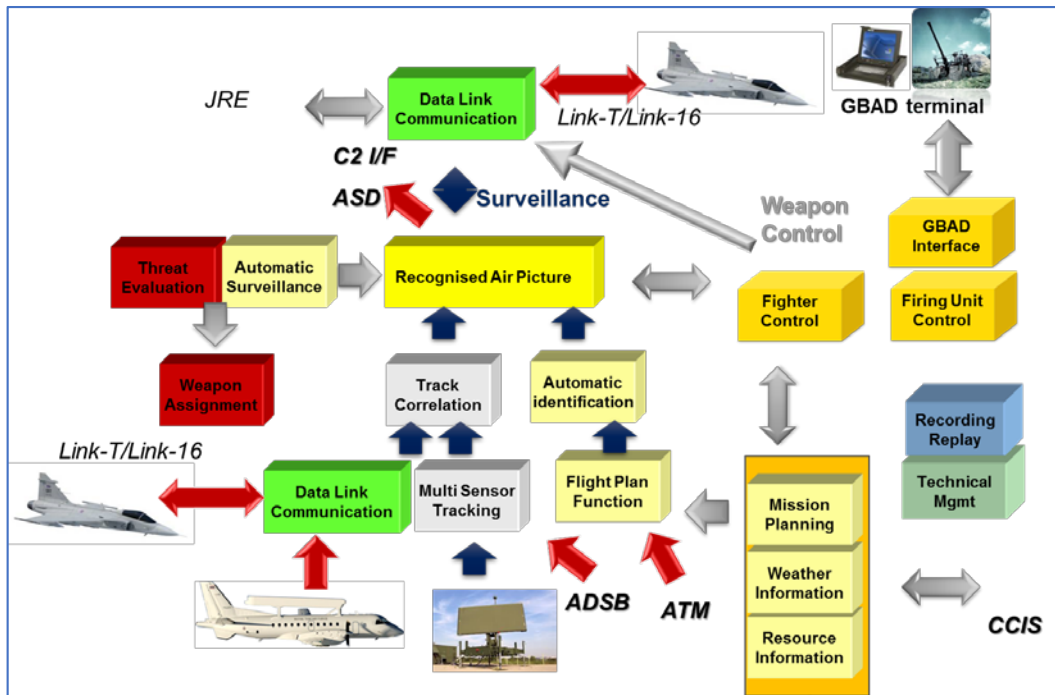 JRE
Data Link
Communication
Link-T/Link-16
GBAD terminal
C2 I/F
ASD
Surveillance
Weapon
Control
GBAD
Interface
Threat
Evaluation
Automatic
Surveillance
Recognised Air Picture
Fighter
Control
Firing Unit
Control
Weapon
Assignment
Track
Correlation
Automatic
identification
Recording
Replay
Link-T/Link-16
Data Link
Communication
Multi Sensor
Tracking
Flight Plan
Function
Mission
Planning
Technical
Mgmt
Weather
Information
ADSB
ATM
CCIS
Resource
Information